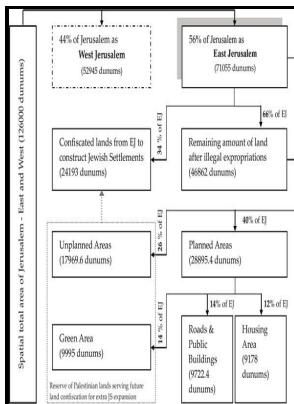 Spatial total area of Jerusalem - East and West (126000 dunums)
44% of Jerusalem as
West Jerusalem
(52945 dunums)
56% of Jerusalem as
East Jerusalem
(71055 dunums)
66% of EJ
34 % of EJ
Confiscated lands from EJ to
construct Jewish Settlements
(24193 dunums)
Remaining amount of land
after illegal expropriations
(46862 dunums)
40% of EJ
26 % of EJ
Unplanned Areas
(17969.6 dunums)
Planned Areas
(28895.4 dunums)
14% of EJ
12% of EJ
14 % of EJ
Green Area
(9995 dunums)
Roads &
Public
Buildings
(9722.4
dunums)
Housing
Area
(9178
dunums)
Reserve of Palestinian lands serving future
land confiscation for extra JS expansion